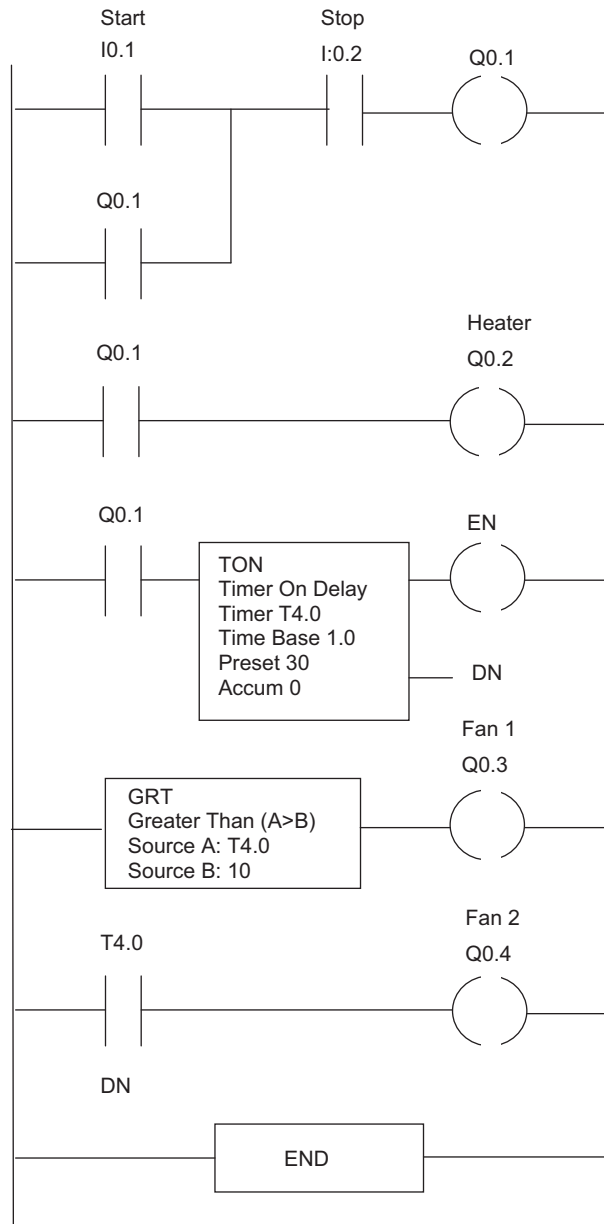 Start Stop
I0.1 I:0.2 Q0.1
Q0.1
Heater
Q0.1 Q0.2
Q0.1 EN
TON
Timer On Delay
Timer T4.0
Time Base 1.0
Preset 30
Accum 0
DN
Fan 1
Q0.3
GRT
Greater Than (A>B)
Source A: T4.0
Source B: 10
Fan 2
T4.0 Q0.4
DN
END